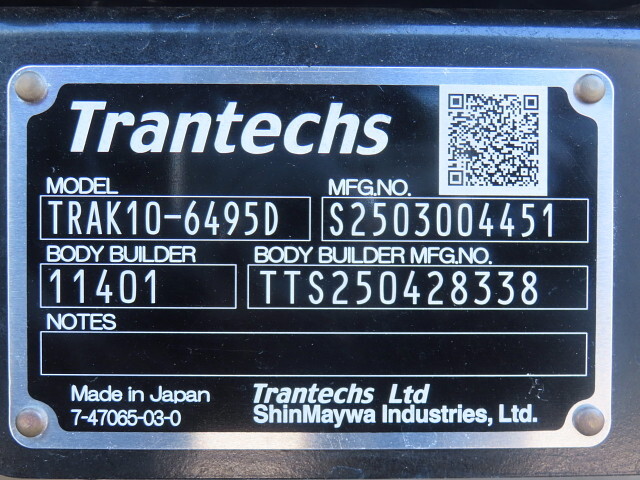 Trantechs
MODEL MFG.NO.
TRAK10-6495D S2503004451
BODY BUILDER BODY BUILDER MFG.NO.
11401 TTS250428338
NOTES
Made in Japan Trantechs Ltd
7-47065-03-0 ShinMaywa Industries, Ltd.